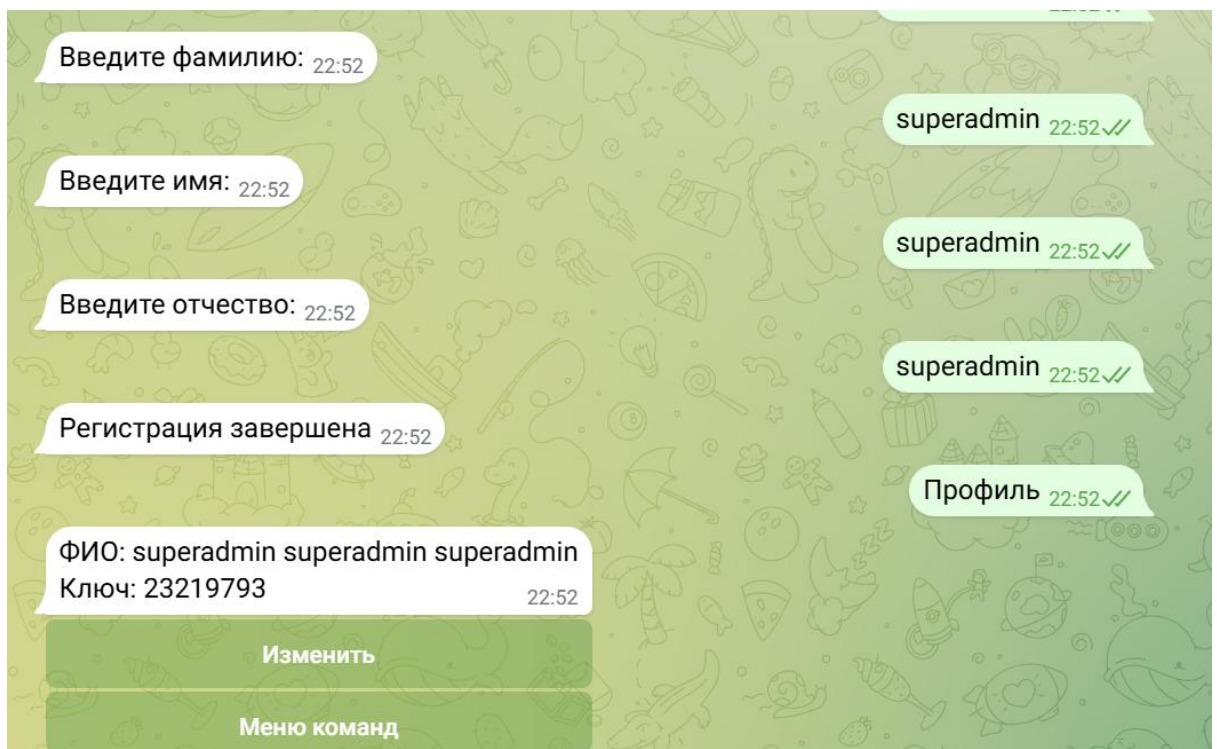 Введите фамилию: 22:52
superadmin 22:52
Введите имя: 22:52
superadmin 22:52
Введите отчество: 22:52
superadmin 22:52
Регистрация завершена 22:52
Профиль 22:52
ФИО: superadmin superadmin superadmin
Ключ: 23219793 22:52
Изменить
Меню команд